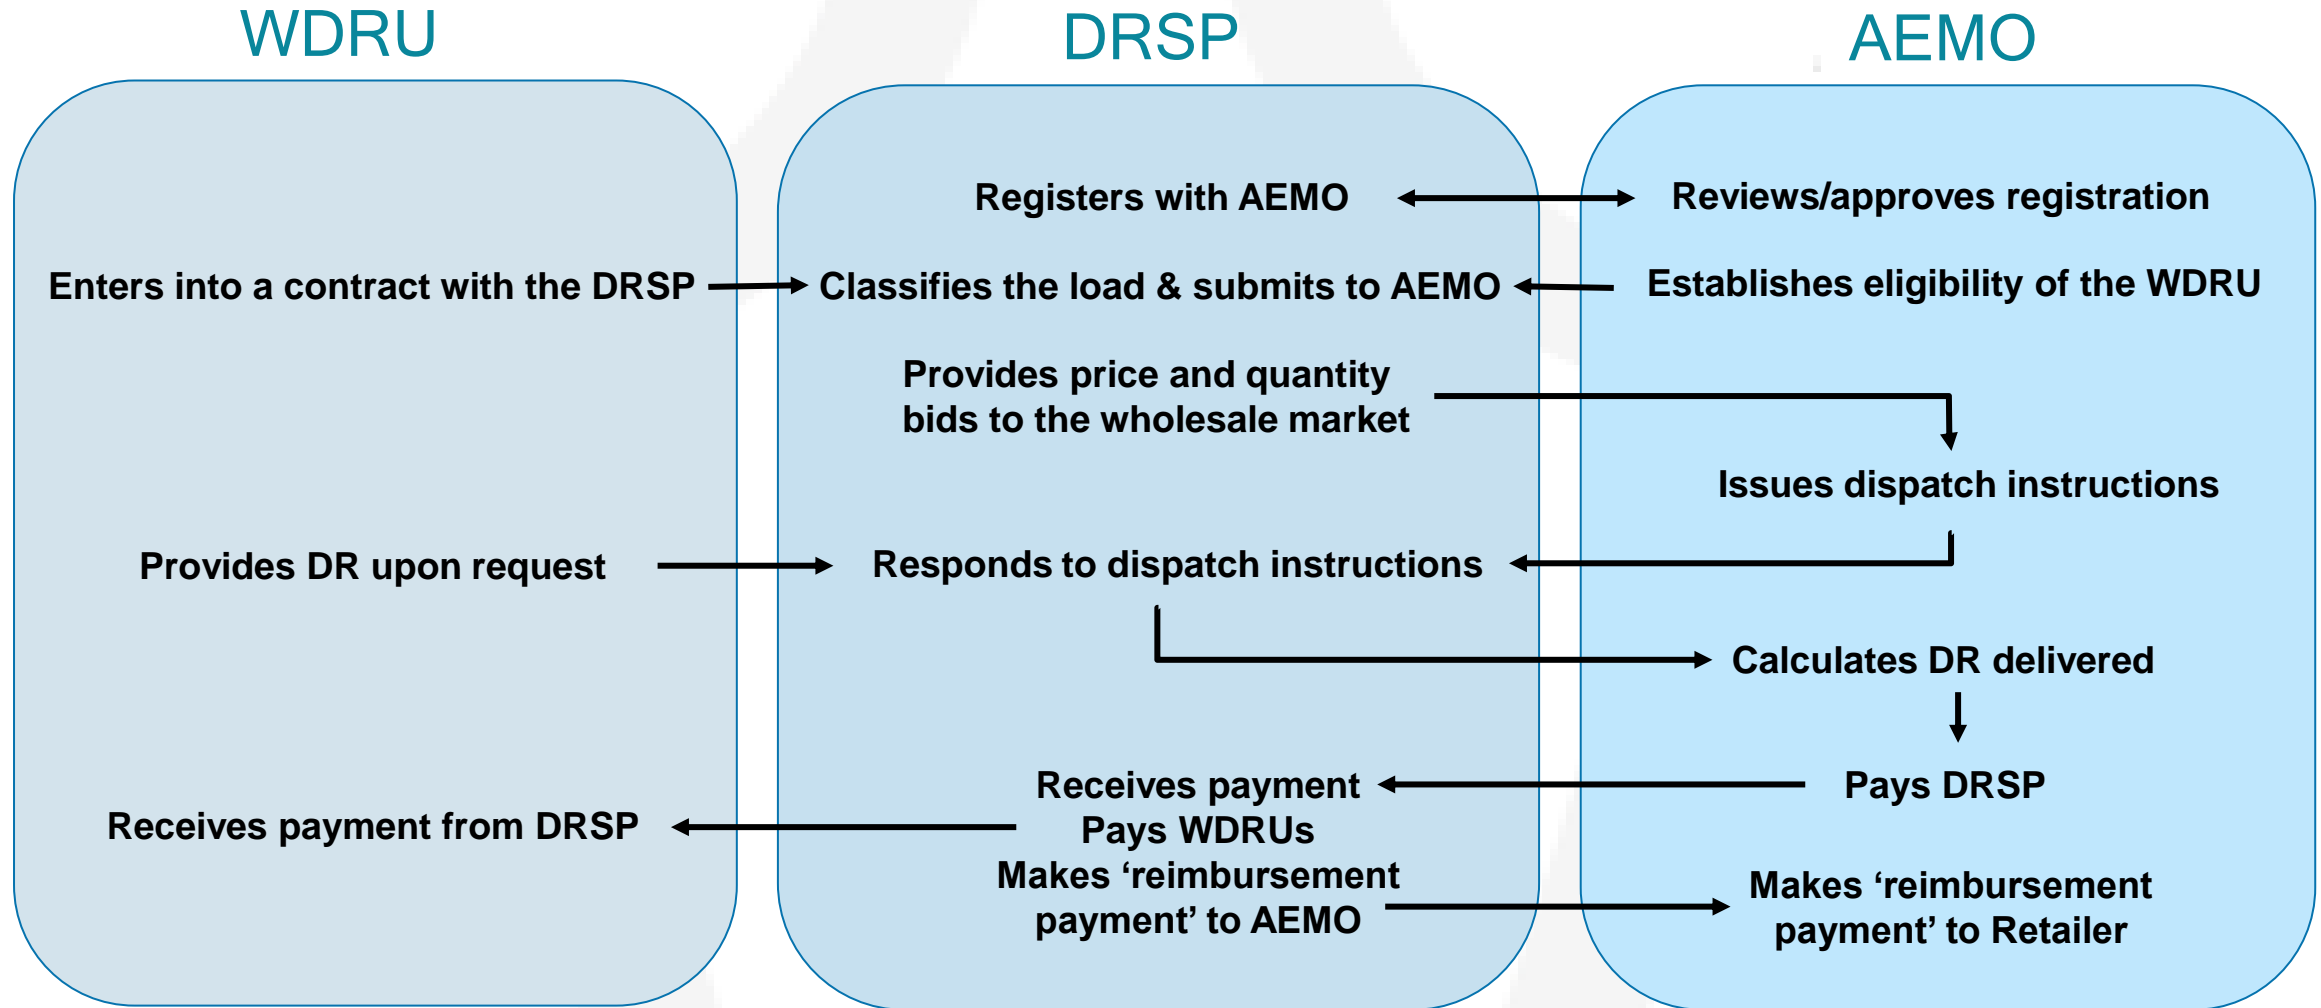 WDRU
DRSP
AEMO
Registers with AEMO
Reviews/approves registration
Enters into a contract with the DRSP
Classifies the load & submits to AEMO
Establishes eligibility of the WDRU
Provides price and quantity
bids to the wholesale market
Issues dispatch instructions
Provides DR upon request
Responds to dispatch instructions
Calculates DR delivered
Receives payment
Pays DRSP
Receives payment from DRSP
Pays WDRUs
Makes ‘reimbursement
payment’ to AEMO
Makes ‘reimbursement
payment’ to Retailer